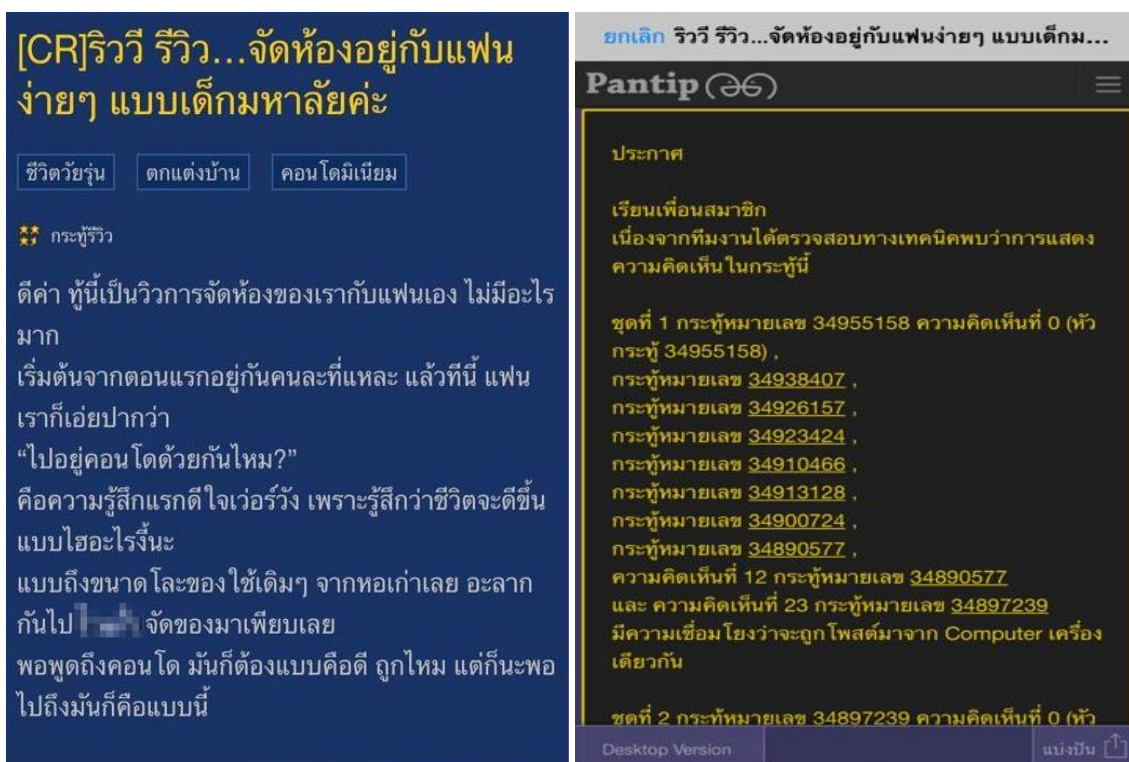 [CR]ริววี รีวิว...จัดห้องอยู่กับแฟน
ง่ายๆ แบบเด็กมหาลัยค่ะ
ชีวิตวัยรุ่น ตกแต่งบ้าน คอนโดมิเนียม
กระทู้รีวิว
ดีค่า ทู้นี้เป็นวิวการจัดห้องของเรากับแฟนเอง ไม่มีอะไร
มาก
เริ่มต้นจากตอนแรกอยู่กันคนละที่แหละ แล้วทีนี้ แฟน
เราก็เอ่ยปากว่า
“ไปอยู่คอนโดด้วยกันไหม?”
คือความรู้สึกแรกดีใจเว่อร์วัง เพราะรู้สึกว่าชีวิตจะดีขึ้น
แบบไฮอะไรงี้นะ
แบบถึงขนาดโละของใช้เดิมๆ จากหอเก่าเลย อะลาก
กันไป จัดของมาเพียบเลย
พอพูดถึงคอนโด มันก็ต้องแบบคือดี ถูกไหม แต่ก็นะพอ
ไปถึงมันก็คือแบบนี้
ยกเลิก ริววี รีวิว...จัดห้องอยู่กับแฟนง่ายๆ แบบเด็กม...
Pantip
ประกาศ
เรียนเพื่อนสมาชิก
เนื่องจากทีมงานได้ตรวจสอบทางเทคนิคพบว่าการแสดง
ความคิดเห็นในกระทู้นี้
ชุดที่ 1 กระทู้หมายเลข 34955158 ความคิดเห็นที่ 0 (หัว
กระทู้ 34955158) ,
กระทู้หมายเลข 34938407 ,
กระทู้หมายเลข 34926157 ,
กระทู้หมายเลข 34923424 ,
กระทู้หมายเลข 34910466 ,
กระทู้หมายเลข 34913128 ,
กระทู้หมายเลข 34900724 ,
กระทู้หมายเลข 34890577 ,
ความคิดเห็นที่ 12 กระทู้หมายเลข 34890577
และ ความคิดเห็นที่ 23 กระทู้หมายเลข 34897239
มีความเชื่อมโยงว่าจะถูกโพสต์มาจาก Computer เครื่อง
เดียวกัน
ชุดที่ 2 กระทู้หมายเลข 34897239 ความคิดเห็นที่ 0 (หัว
Desktop Version แบ่งปัน